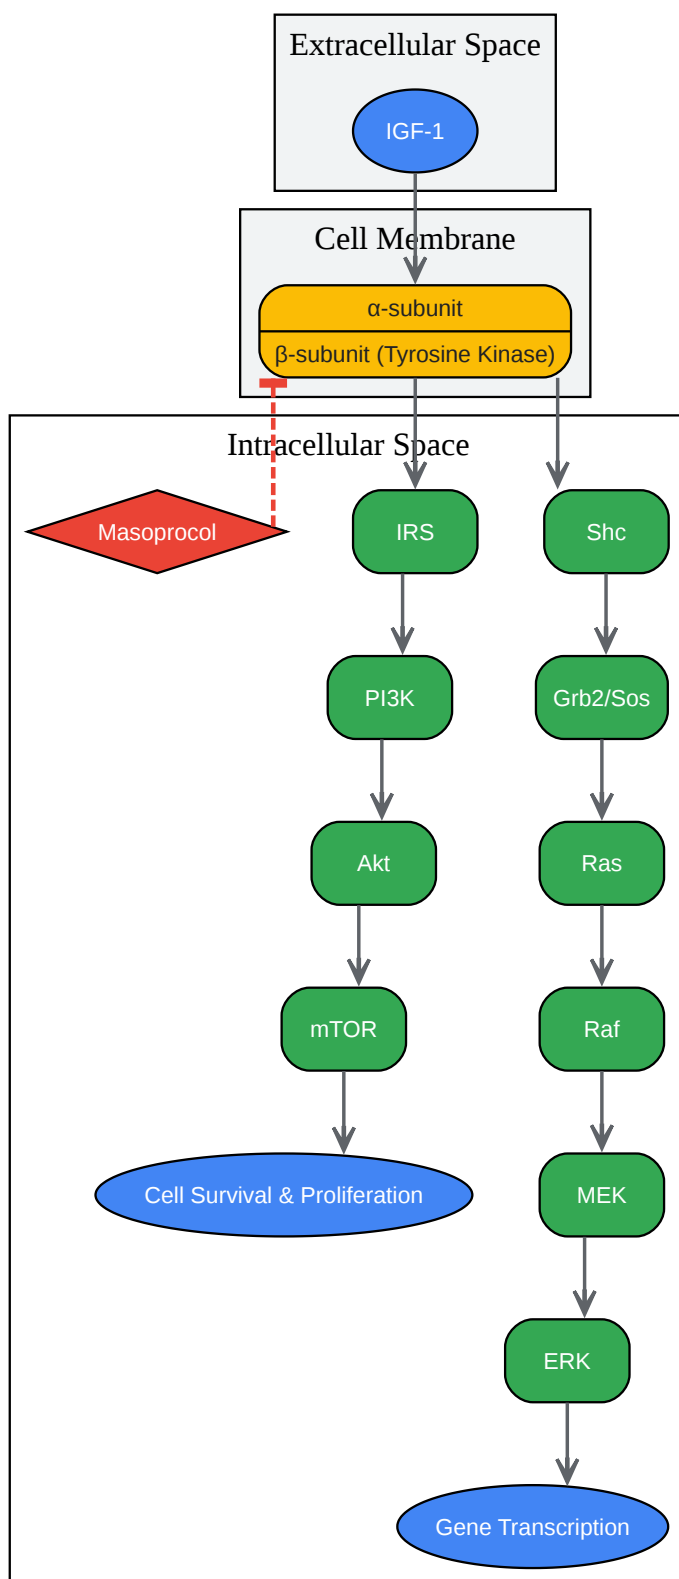 Extracellular Space
IGF-1
Cell Membrane
α-subunit
β-subunit (Tyrosine Kinase)
Intracellular Space
Masoprocol
IRS
Shc
PI3K
Grb2/Sos
Akt
Ras
mTOR
Raf
Cell Survival & Proliferation
MEK
ERK
Gene Transcription